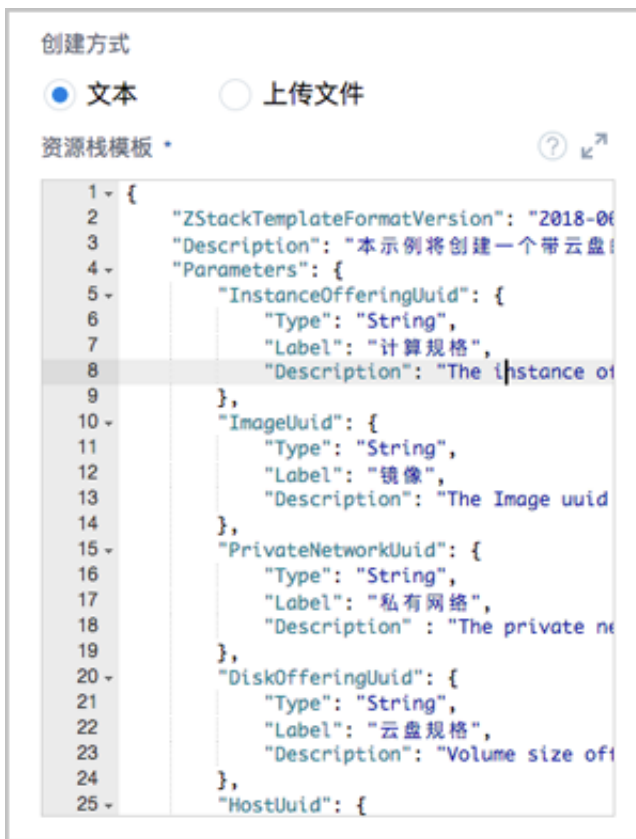 创建方式
文本 上传文件
资源栈模板 *
1 {
2 "ZStackTemplateFormatVersion": "2018-06
3 "Description": "本示例将创建一个带云盘
4 "Parameters": {
5 "InstanceOfferingUuid": {
6 "Type": "String",
7 "Label": "计算规格",
8 "Description": "The instance of
9 },
10 "ImageUuid": {
11 "Type": "String",
12 "Label": "镜像",
13 "Description": "The Image uuid
14 },
15 "PrivateNetworkUuid": {
16 "Type": "String",
17 "Label": "私有网络",
18 "Description" : "The private ne
19 },
20 "DiskOfferingUuid": {
21 "Type": "String",
22 "Label": "云盘规格",
23 "Description": "Volume size off
24 },
25 "HostUuid": {